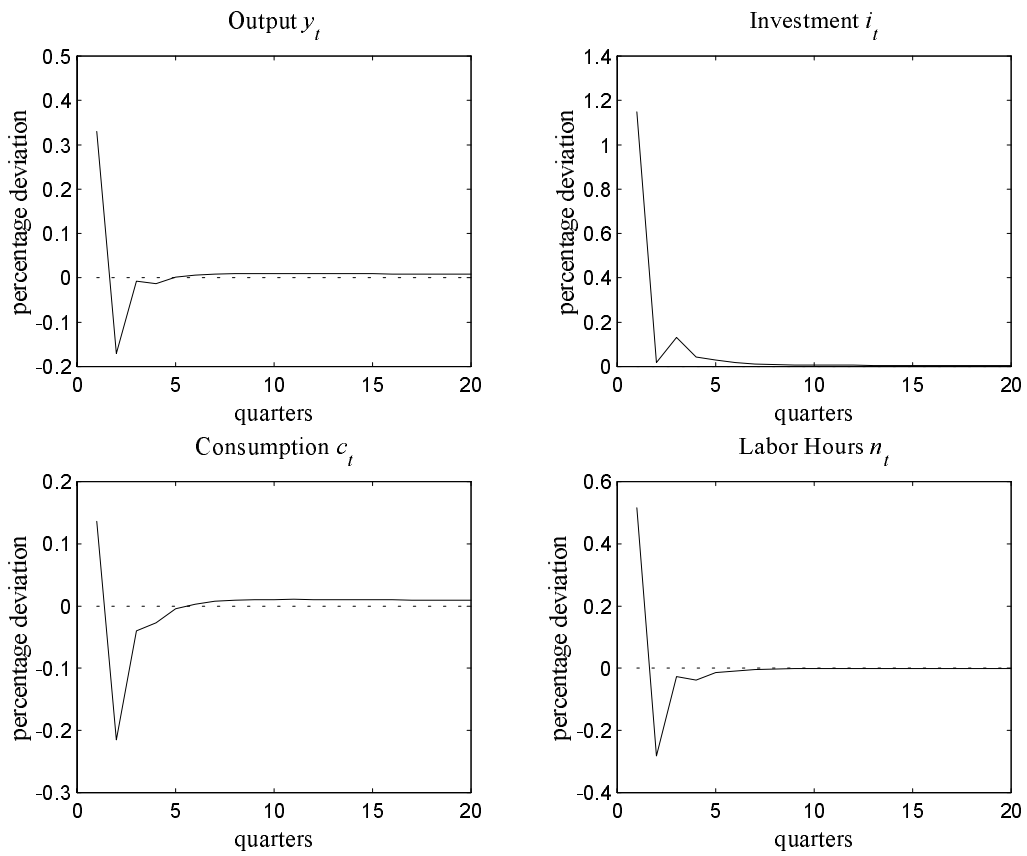 Output y_t
percentage deviation
0.5
0.4
0.3
0.2
0.1
0
-0.1
-0.2
0 5 10 15 20
quarters
Investment i_t
percentage deviation
1.4
1.2
1
0.8
0.6
0.4
0.2
0
0 5 10 15 20
quarters
Consumption c_t
percentage deviation
0.2
0.1
0
-0.1
-0.2
-0.3
0 5 10 15 20
quarters
Labor Hours n_t
percentage deviation
0.6
0.4
0.2
0
-0.2
-0.4
0 5 10 15 20
quarters